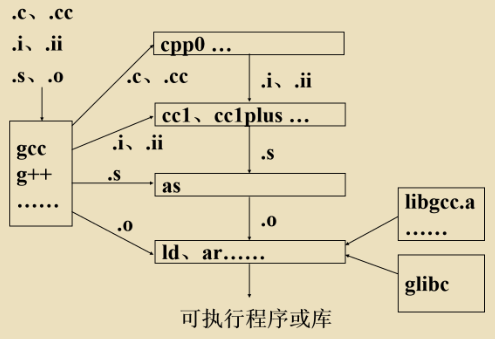 .c、.cc
.i、.ii
.s、.o
cpp0 …
.c、.cc
.i、.ii
cc1、cc1plus …
.i、.ii
.s
gcc
g++
……
.s
as
.o
.o
ld、ar……
libgcc.a
……
glibc
可执行程序或库